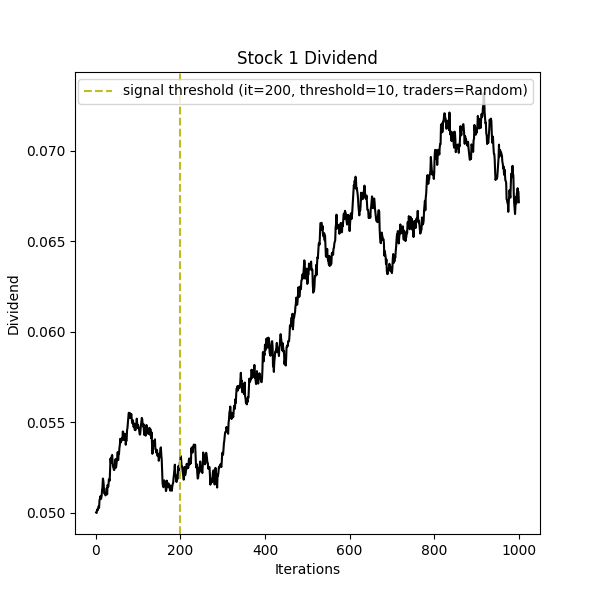 Stock 1 Dividend
signal threshold (it=200, threshold=10, traders=Random)
0.070
0.065
0.060
0.055
0.050
Dividend
0
200
400
600
800
1000
Iterations